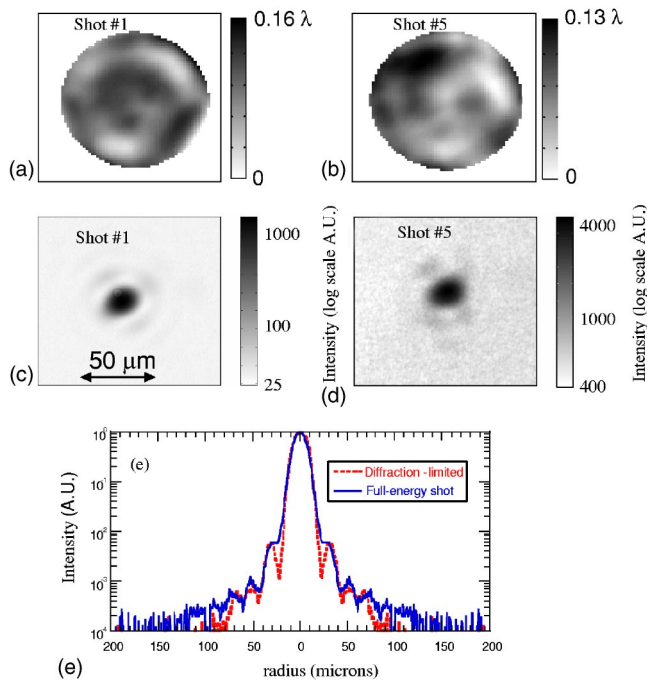 Shot #1
0.16 λ
0
(a)
Shot #5
0.13 λ
0
(b)
Shot #1
1000
100
25
Intensity (log scale A.U.)
50 μm
(c)
Shot #5
4000
1000
400
Intensity (log scale A.U.)
(d)
(e)
Diffraction -limited
Full-energy shot
Intensity (A.U.)
10⁰
10⁻¹
10⁻²
10⁻³
10⁻⁴
200 150 100 50 0 50 100 150 200
radius (microns)
(e)